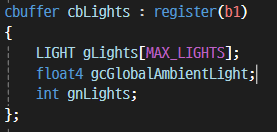 cbuffer cbLights : register(b1)
{
LIGHT gLights[MAX_LIGHTS];
float4 gcGlobalAmbientLight;
int gnLights;
};